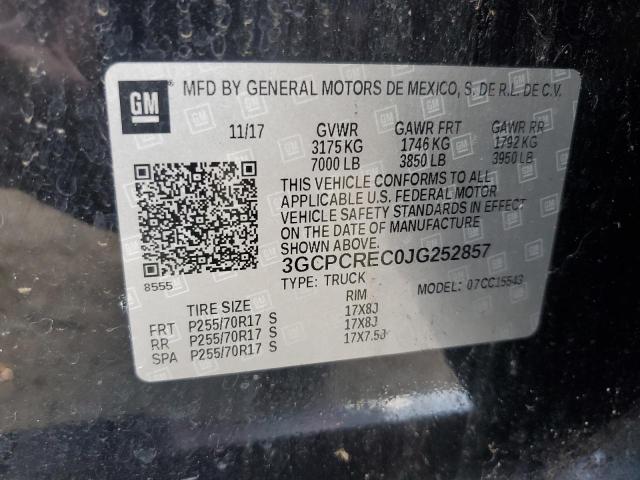 GM
MFD BY GENERAL MOTORS DE MEXICO, S. DE R.L. DE C.V.
11/17 GVWR GAWR FRT GAWR RR
3175 KG 1746 KG 1792 KG
7000 LB 3850 LB 3950 LB
THIS VEHICLE CONFORMS TO ALL
APPLICABLE U.S. FEDERAL MOTOR
VEHICLE SAFETY STANDARDS IN EFFECT
ON THE DATE OF MANUFACTURE
SHOWN ABOVE.
3GCPCREC0JG252857
8555
TYPE: TRUCK MODEL: 07CC15543
TIRE SIZE RIM
FRT P255/70R17 S 17X8J
RR P255/70R17 S 17X8J
SPA P255/70R17 S 17X7.5J